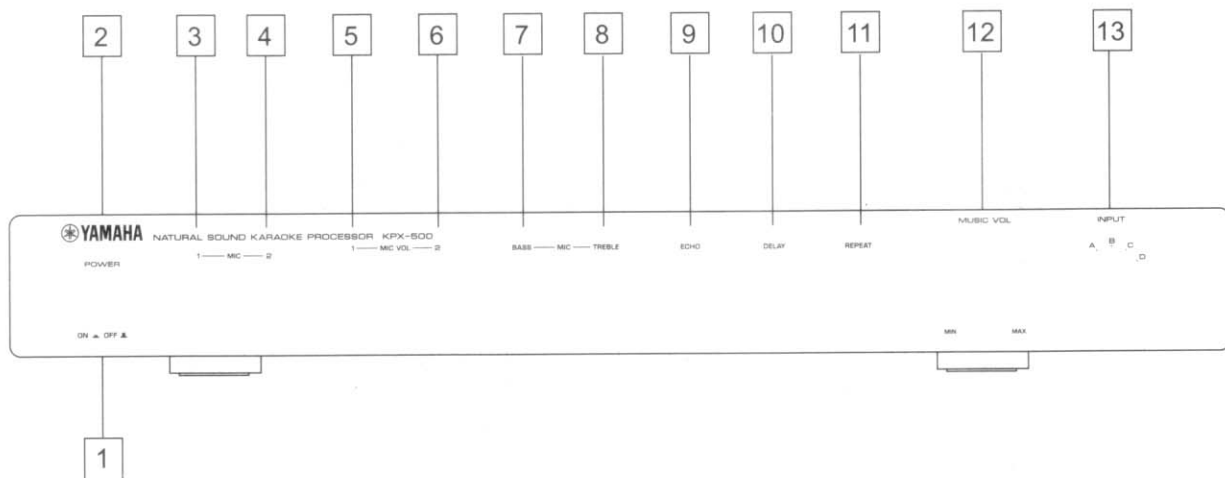 2 3 4 5 6 7 8 9 10 11 12 13
YAMAHA NATURAL SOUND KARAOKE PROCESSOR KPX-500
MUSIC VOL
INPUT
1 MIC 2
1 MIC VOL 2
BASS MIC TREBLE
ECHO
DELAY
REPEAT
A B C D
POWER
ON OFF
MIN MAX
1